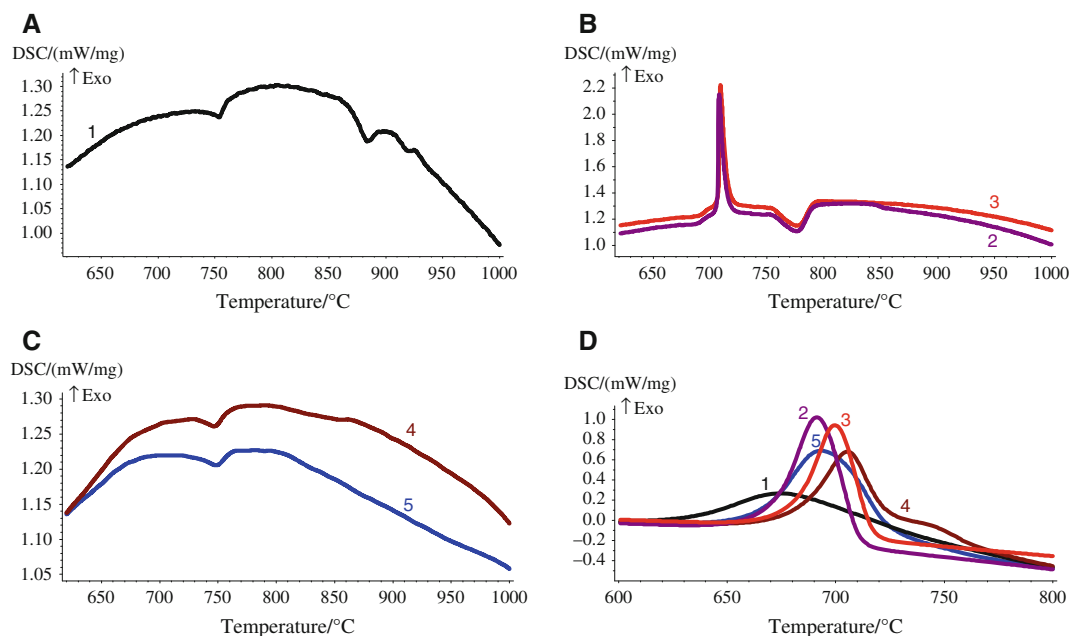 A
DSC/(mW/mg)
↑ Exo
1.30
1.25
1.20
1.15
1.10
1.05
1.00
1
650 700 750 800 850 900 950 1000
Temperature/°C
B
DSC/(mW/mg)
↑ Exo
2.2
2.0
1.8
1.6
1.4
1.2
1.0
3
2
650 700 750 800 850 900 950 1000
Temperature/°C
C
DSC/(mW/mg)
↑ Exo
1.30
1.25
1.20
1.15
1.10
1.05
4
5
650 700 750 800 850 900 950 1000
Temperature/°C
D
DSC/(mW/mg)
↑ Exo
1.0
0.8
0.6
0.4
0.2
0.0
−0.2
−0.4
2
3
5
1
4
600 650 700 750 800
Temperature/°C